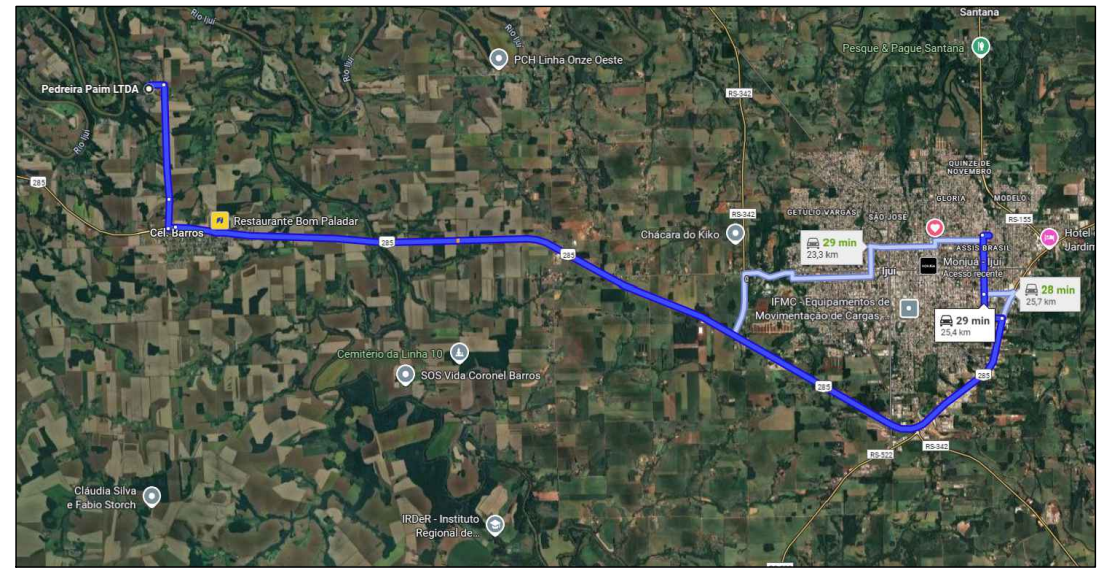 Santana
Rio Ijuí
Rio Ijuí
Pesque & Pague Santana
PCH Linha Onze Oeste
Rio Ijuí
Pedreira Paim LTDA
RS-342
Rio Ijuí
QUINZE DE
NOVEMBRO
285
GLORIA
MODELO
GETÚLIO VARGAS
SÃO JOSÉ
RS-342
RS-155
Restaurante Bom Paladar
Cel. Barros
Chácara do Kiko
Hotel
Jardim
285
29 min
23,3 km
ASSIS BRASIL
285
Monjuá - Ijuí
Acesso recente
Ijuí
28 min
25,7 km
IFMC - Equipamentos de
Movimentação de Cargas...
29 min
25,4 km
Cemitério da Linha 10
SOS Vida Coronel Barros
285
285
RS-342
RS-522
Cláudia Silva
e Fabio Storch
IRDeR - Instituto
Regional de...